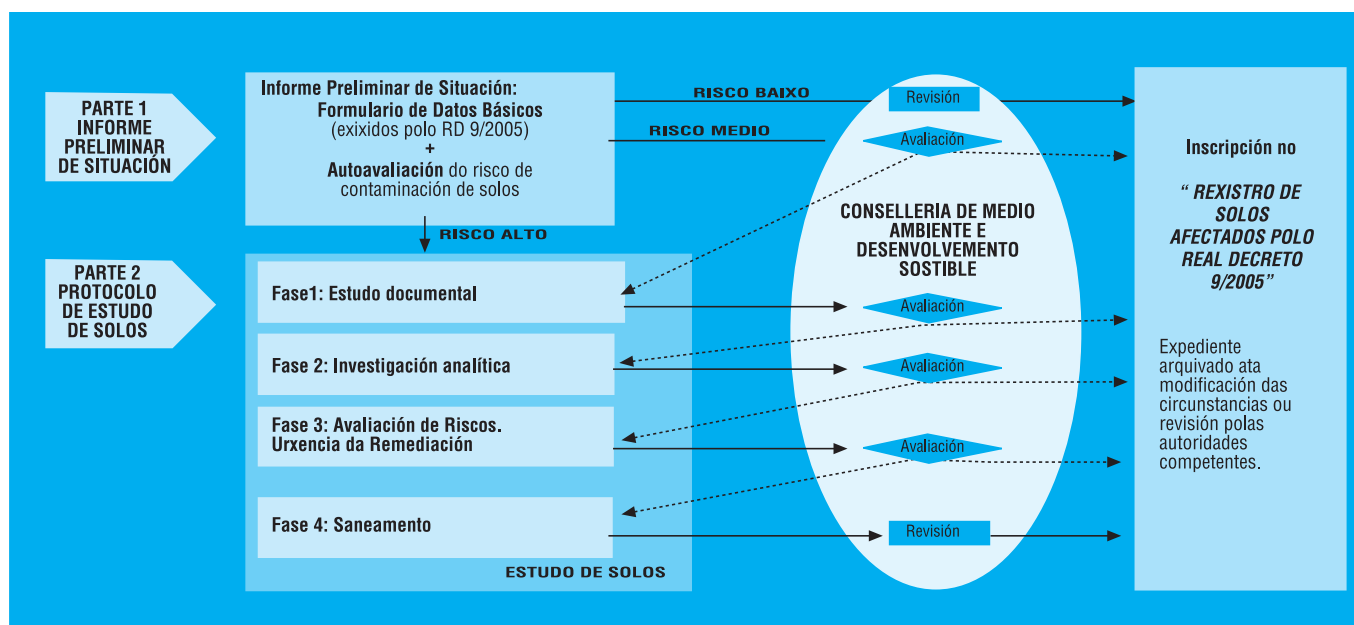 PARTE 1
INFORME
PRELIMINAR
DE SITUACIÓN
Informe Preliminar de Situación:
Formulario de Datos Básicos
(exixidos polo RD 9/2005)
+
Autoavaliación do risco de
contaminación de solos
RISCO BAIXO
RISCO MEDIO
RISCO ALTO
Revisión
Avaliación
CONSELLERIA DE MEDIO
AMBIENTE E
DESENVOLVEMENTO
SOSTIBLE
PARTE 2
PROTOCOLO
DE ESTUDO
DE SOLOS
Fase1: Estudo documental
Avaliación
Fase 2: Investigación analítica
Avaliación
Fase 3: Avaliación de Riscos.
Urxencia da Remediación
Avaliación
Fase 4: Saneamento
Revisión
ESTUDO DE SOLOS
Inscripción no
“ REXISTRO DE
SOLOS
AFECTADOS POLO
REAL DECRETO
9/2005”
Expediente
arquivado ata
modificación das
circunstancias ou
revisión polas
autoridades
competentes.